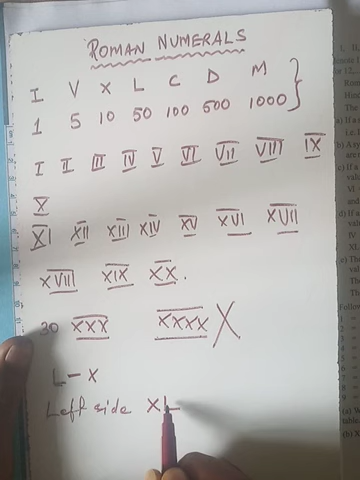 ROMAN NUMERALS
I V X L C D M
1 5 10 50 100 500 1000
I II III IV V VI VII VIII IX
X
XI XII XIII XIV XV XVI XVII
XVIII XIX XX.
30 XXX XXXX X
L-X
Left side XL